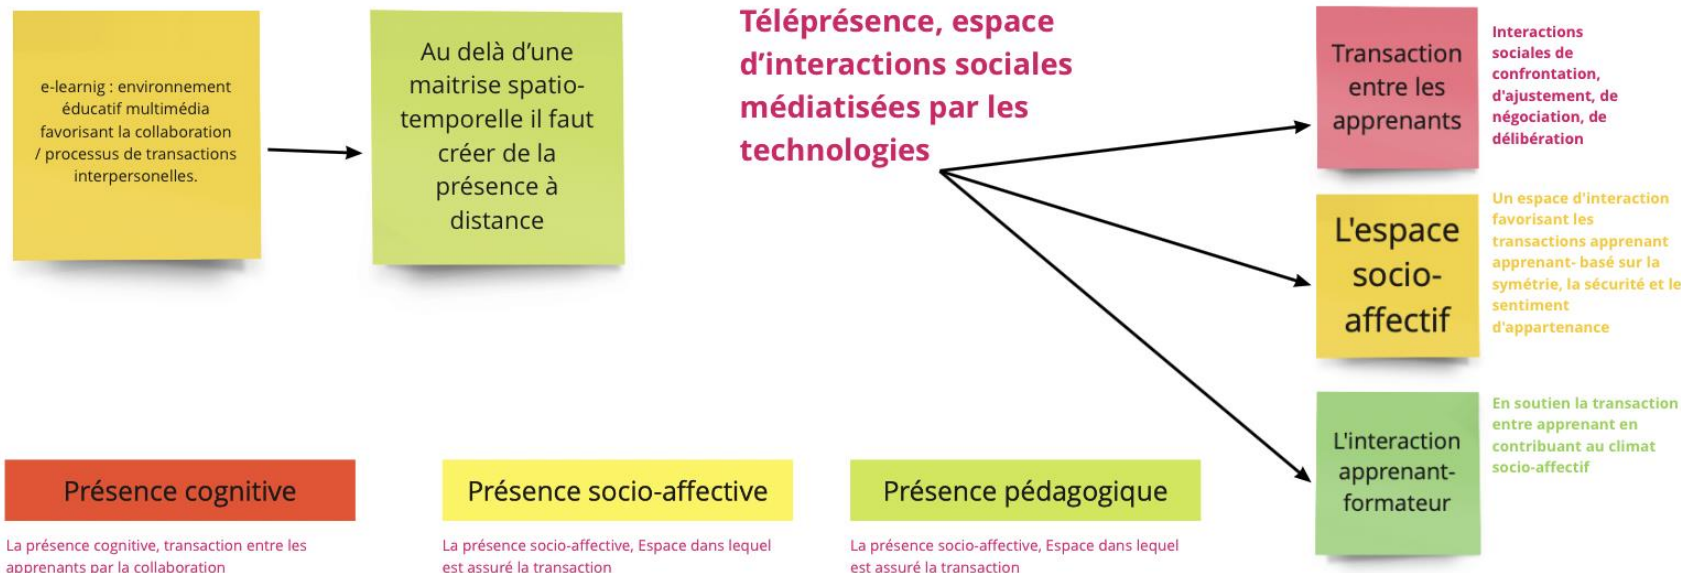 e-learnig : environnement
éducatif multimédia
favorisant la collaboration
/ processus de transactions
interpersonelles.
Au delà d'une
maitrise spatio-
temporelle il faut
créer de la
présence à
distance
Téléprésence, espace
d'interactions sociales
médiatisées par les
technologies
Transaction
entre les
apprenants
Interactions
sociales de
confrontation,
d'ajustement, de
négociation, de
délibération
L'espace
socio-
affectif
Un espace d'interaction
favorisant les
transactions apprenant
apprenant- basé sur la
symétrie, la sécurité et le
sentiment
d'appartenance
L'interaction
apprenant-
formateur
En soutien la transaction
entre apprenant en
contribuant au climat
socio-affectif
Présence cognitive
La présence cognitive, transaction entre les
apprenants par la collaboration
Présence socio-affective
La présence socio-affective, Espace dans lequel
est assuré la transaction
Présence pédagogique
La présence socio-affective, Espace dans lequel
est assuré la transaction